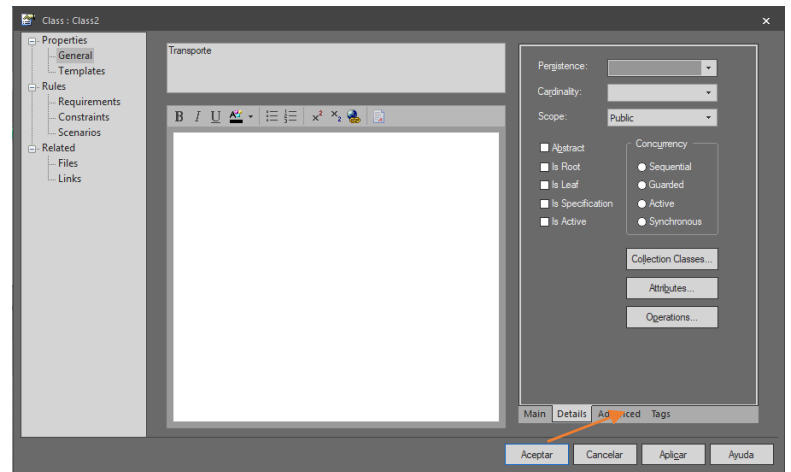 Class : Class2
Properties
General
Templates
Rules
Requirements
Constraints
Scenarios
Related
Files
Links
Transporte
B I U A x² x₂
Persistence:
Cardinality:
Scope: Public
Abstract
Is Root
Is Leaf
Is Specification
Is Active
Concurrency
Sequential
Guarded
Active
Synchronous
Collection Classes...
Attributes...
Operations...
Main Details Advanced Tags
Aceptar Cancelar Aplicar Ayuda